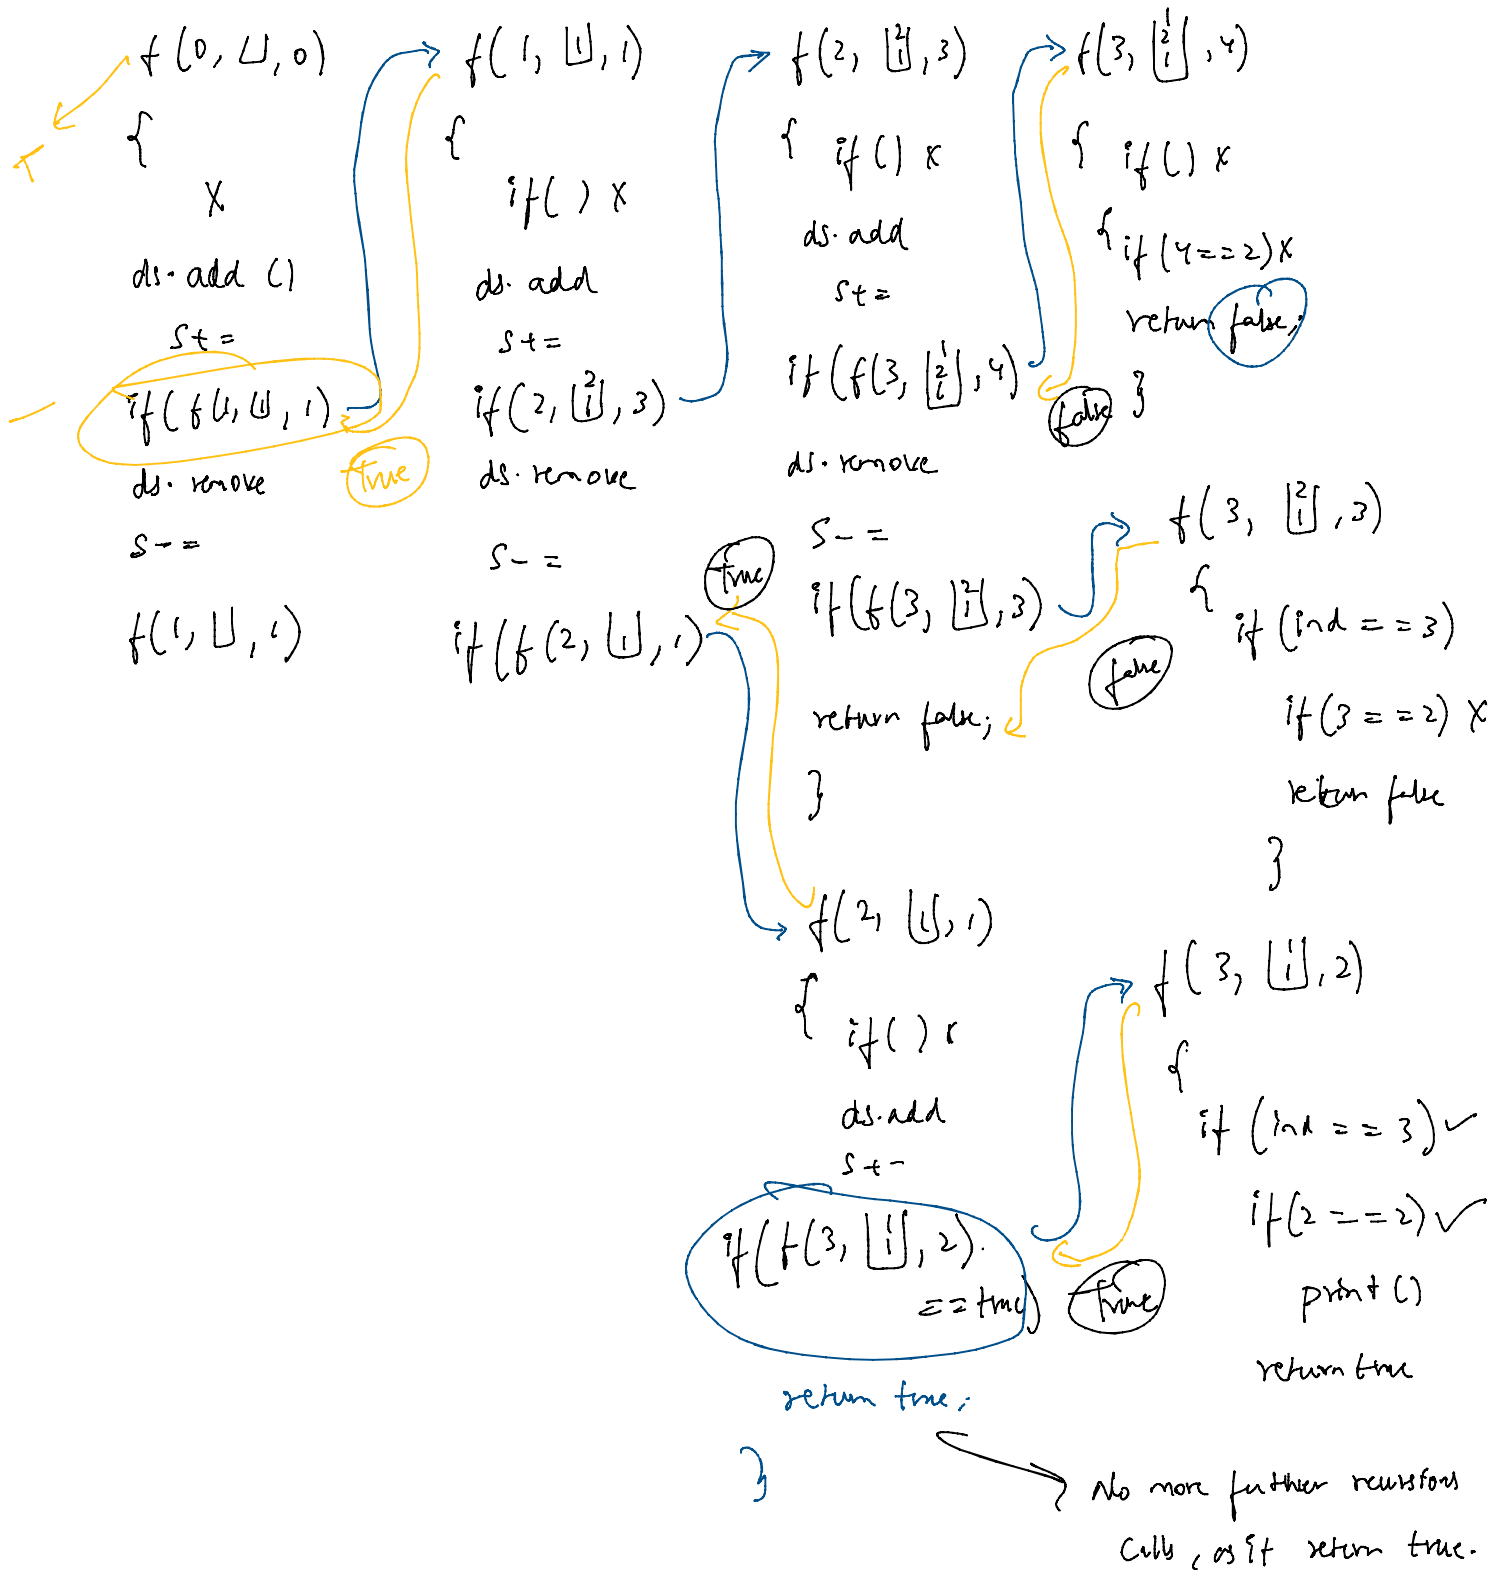 f(0, ⌊⌋, 0)
{
X
ds.add ()
S+=
if(f(1, ⌊1⌋, 1)
ds.remove
S-=
f(1, ⌊⌋, 1)
T
true
f(1, ⌊1⌋, 1)
{
if( ) X
ds.add
S+=
if(2, ⌊2 1⌋, 3)
ds.remove
S-=
if(f(2, ⌊1⌋, 1)
true
f(2, ⌊2 1⌋, 3)
{ if() x
ds.add
S+=
if(f(3, ⌊1 2 1⌋, 4)
ds.remove
S-=
if(f(3, ⌊2 1⌋, 3)
return false;
}
f(3, ⌊1 2 1⌋, 4)
{ if() x
{ if(4==2)X
return false;
}
false
f(3, ⌊2 1⌋, 3)
{
if(ind==3)
if(3==2) X
return false
}
false
f(2, ⌊1⌋, 1)
{
if( ) x
ds.add
S+-
if(f(3, ⌊1 1⌋, 2).
==true)
return true;
}
true
f(3, ⌊1 1⌋, 2)
{
if(ind==3)✓
if(2==2)✓
print()
return true
No more further recursions
calls, as it return true.